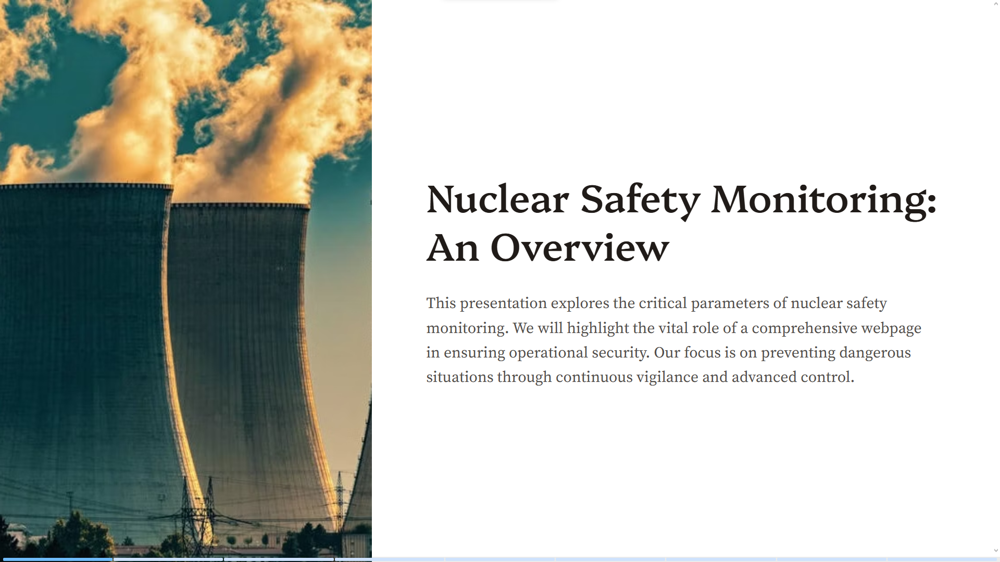 Nuclear Safety Monitoring:
An Overview
This presentation explores the critical parameters of nuclear safety
monitoring. We will highlight the vital role of a comprehensive webpage
in ensuring operational security. Our focus is on preventing dangerous
situations through continuous vigilance and advanced control.